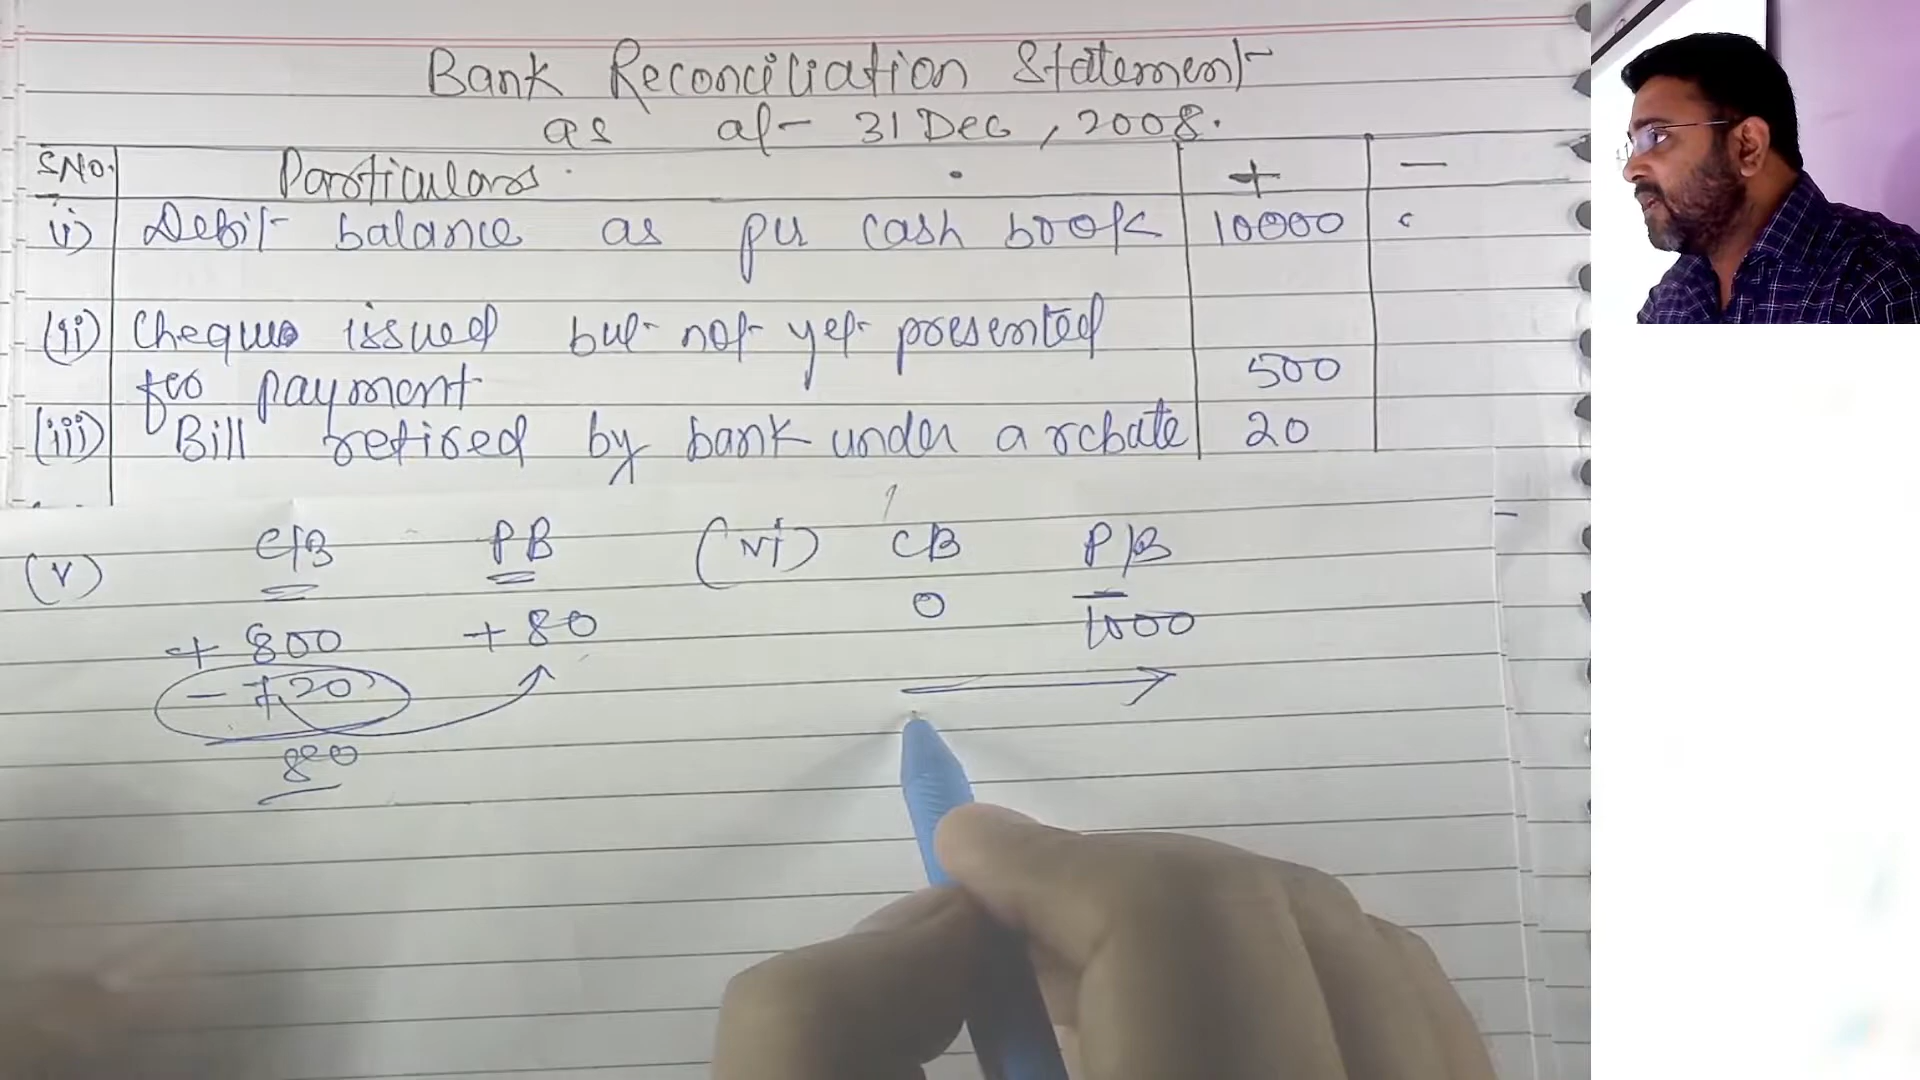 Bank Reconciliation Statement
as at 31 Dec, 2008.
S.NO. Particulars + -
(i) Debit balance as per cash book 10000
(ii) Cheques issued but not yet presented
for payment 500
(iii) Bill retired by bank under a rebate 20
(v) C/B PB (vi) CB P/B
+ 800 +80 0 1000
- 720
80